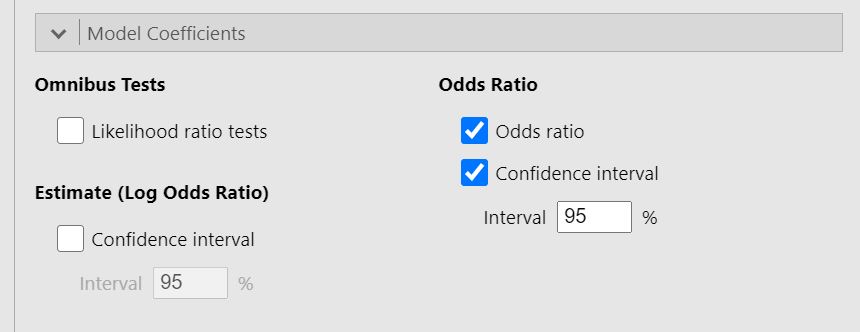 Model Coefficients
Omnibus Tests
Likelihood ratio tests
Estimate (Log Odds Ratio)
Confidence interval
Interval 95 %
Odds Ratio
Odds ratio
Confidence interval
Interval 95 %